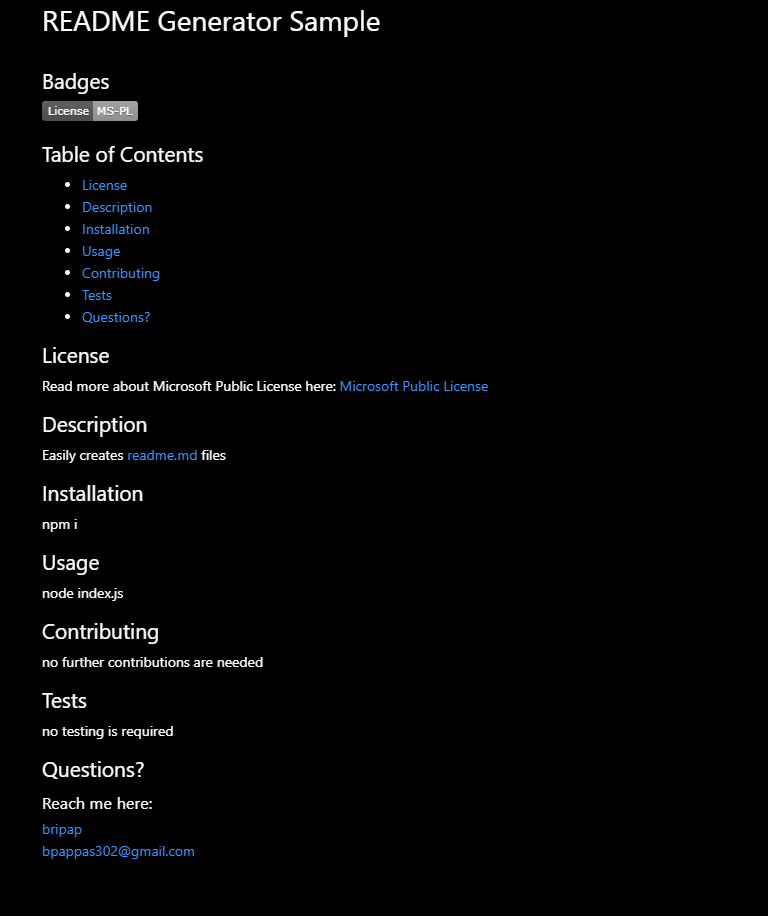 README Generator Sample
Badges
License MS-PL
Table of Contents
License
Description
Installation
Usage
Contributing
Tests
Questions?
License
Read more about Microsoft Public License here: Microsoft Public License
Description
Easily creates readme.md files
Installation
npm i
Usage
node index.js
Contributing
no further contributions are needed
Tests
no testing is required
Questions?
Reach me here:
bripap
bpappas302@gmail.com